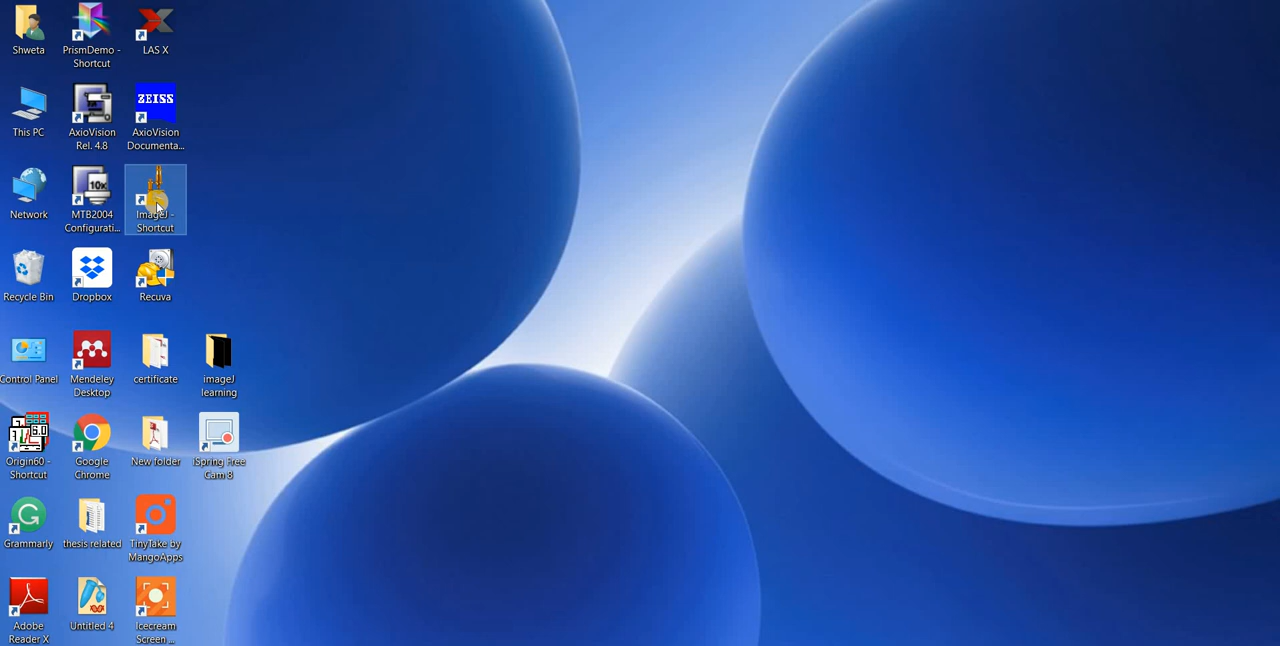 Shweta
PrismDemo -
Shortcut
LAS X
This PC
AxioVision
Rel. 4.8
ZEISS
AxioVision
Documenta...
Network
10x
MTB2004
Configurati...
ImageJ -
Shortcut
Recycle Bin
Dropbox
Recuva
Control Panel
Mendeley
Desktop
certificate
imageJ
learning
6.0
Origin60 -
Shortcut
Google
Chrome
New folder
iSpring Free
Cam 8
G
Grammarly
thesis related
TinyTake by
MangoApps
Adobe
Reader X
Untitled 4
Icecream
Screen ...